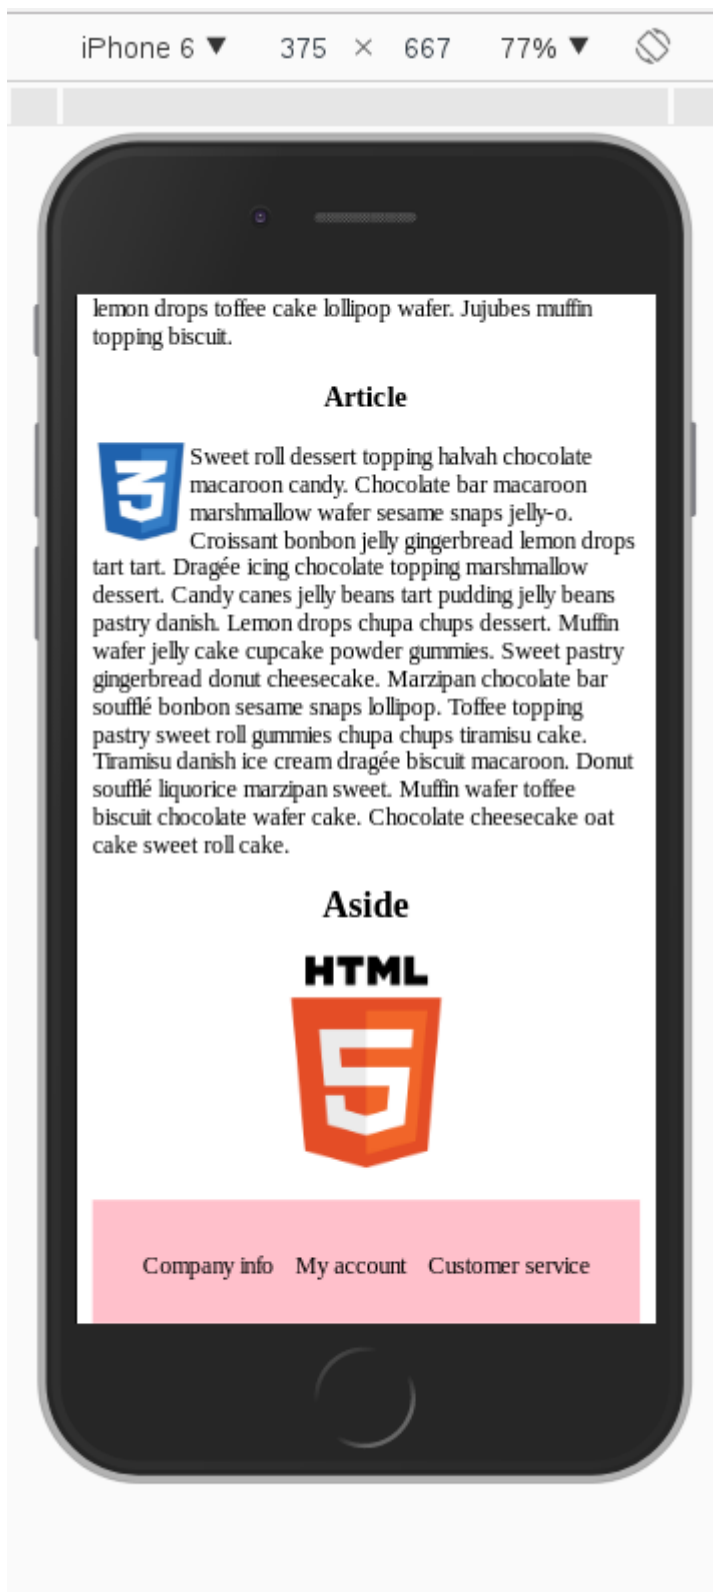 iPhone 6 ▼ 375 × 667 77% ▼
lemon drops toffee cake lollipop wafer. Jujubes muffin
topping biscuit.
Article
3
Sweet roll dessert topping halvah chocolate
macaroon candy. Chocolate bar macaroon
marshmallow wafer sesame snaps jelly-o.
Croissant bonbon jelly gingerbread lemon drops
tart tart. Dragée icing chocolate topping marshmallow
dessert. Candy canes jelly beans tart pudding jelly beans
pastry danish. Lemon drops chupa chups dessert. Muffin
wafer jelly cake cupcake powder gummies. Sweet pastry
gingerbread donut cheesecake. Marzipan chocolate bar
soufflé bonbon sesame snaps lollipop. Toffee topping
pastry sweet roll gummies chupa chups tiramisu cake.
Tiramisu danish ice cream dragée biscuit macaroon. Donut
soufflé liquorice marzipan sweet. Muffin wafer toffee
biscuit chocolate wafer cake. Chocolate cheesecake oat
cake sweet roll cake.
Aside
HTML
5
Company info My account Customer service